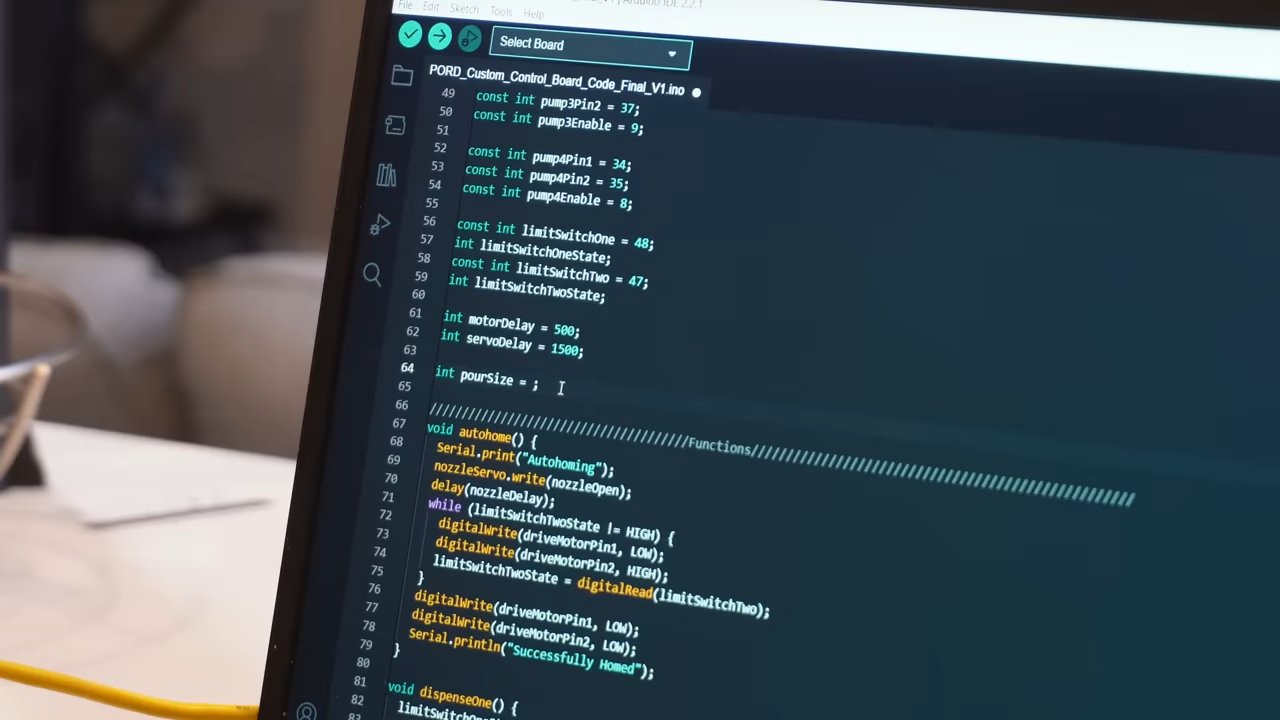 File Edit Sketch Tools Help
Arduino IDE 2.2.1
Select Board
PORD_Custom_Control_Board_Code_Final_V1.ino
49 const int pump3Pin2 = 37;
50 const int pump3Enable = 9;
51
52 const int pump4Pin1 = 34;
53 const int pump4Pin2 = 35;
54 const int pump4Enable = 8;
55
56 const int limitSwitchOne = 48;
57 int limitSwitchOneState;
58 const int limitSwitchTwo = 47;
59 int limitSwitchTwoState;
60
61 int motorDelay = 500;
62 int servoDelay = 1500;
63
64 int pourSize = ;
65
66 /////////////////////////////////////////Functions/////////////////////////////////////////////////////////////
67 void autohome() {
68 Serial.print("Autohoming");
69 nozzleServo.write(nozzleOpen);
70 delay(nozzleDelay);
71 while (limitSwitchTwoState != HIGH) {
72 digitalWrite(driveMotorPin1, LOW);
73 digitalWrite(driveMotorPin2, HIGH);
74 limitSwitchTwoState = digitalRead(limitSwitchTwo);
75 }
76 digitalWrite(driveMotorPin1, LOW);
77 digitalWrite(driveMotorPin2, LOW);
78 Serial.println("Successfully Homed");
79 }
80
81 void dispenseOne() {
82
83